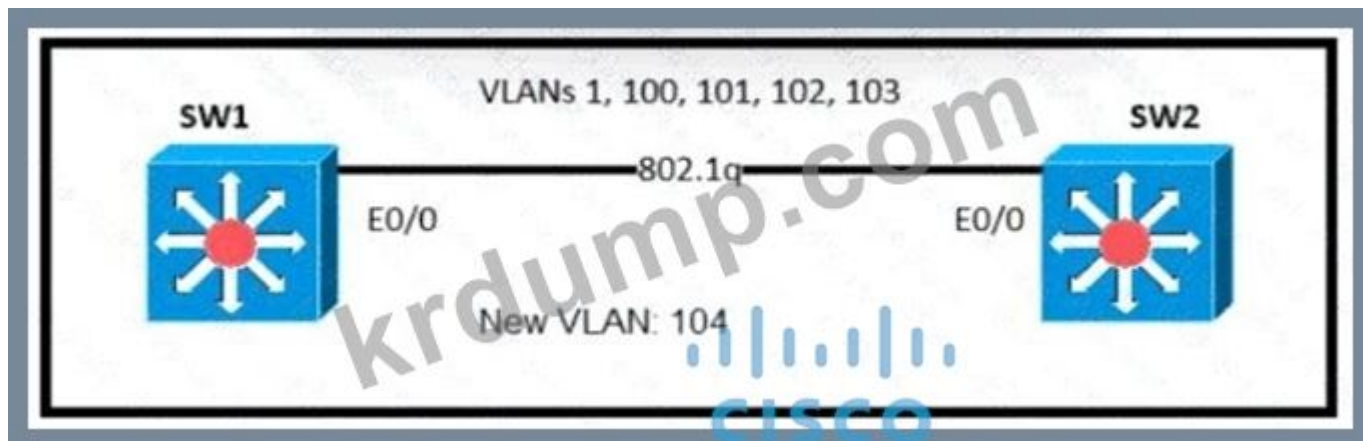 VLANs 1, 100, 101, 102, 103
SW1
SW2
802.1q
E0/0
E0/0
krdump.com
New VLAN: 104
CISCO